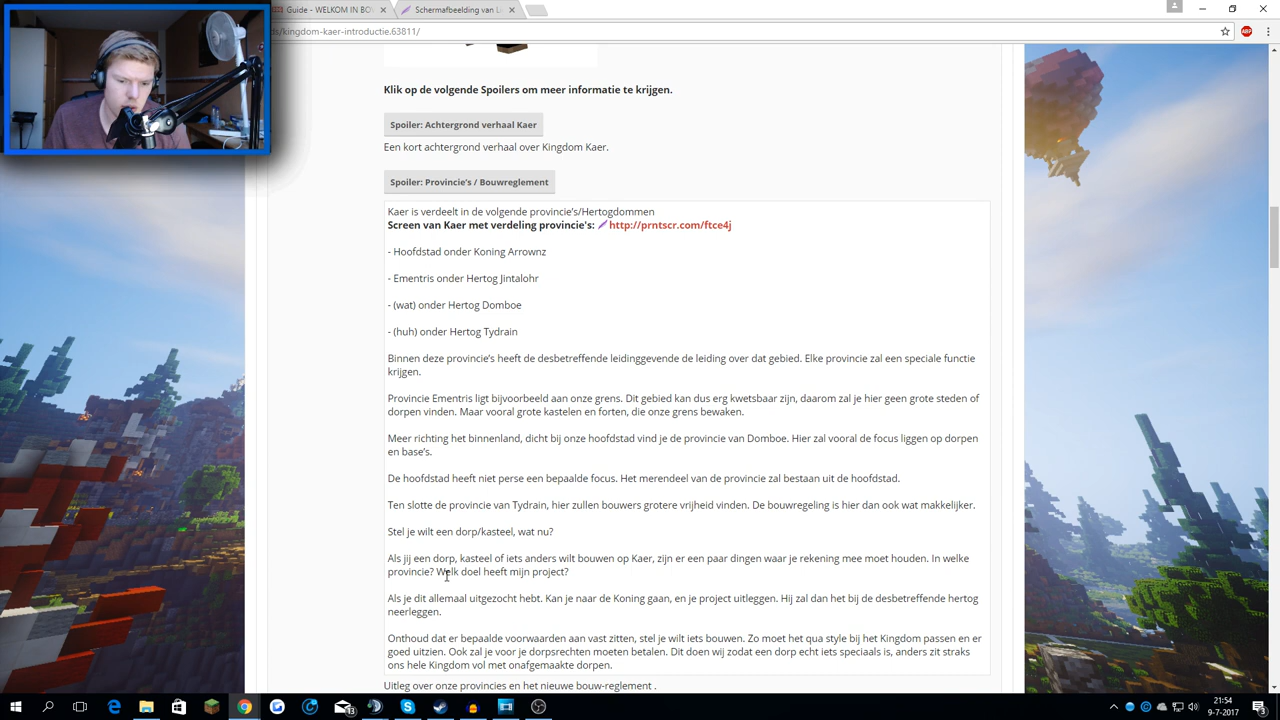 Guide - WELKOM IN BO
Schermafbeelding van Li
ds/kingdom-kaer-introductie.63811/
ABP
Klik op de volgende Spoilers om meer informatie te krijgen.
Spoiler: Achtergrond verhaal Kaer
Een kort achtergrond verhaal over Kingdom Kaer.
Spoiler: Provincie's / Bouwreglement
Kaer is verdeelt in de volgende provincie's/Hertogdommen
Screen van Kaer met verdeling provincie's: http://prntscr.com/ftce4j
- Hoofdstad onder Koning Arrownz
- Ementris onder Hertog Jintalohr
- (wat) onder Hertog Domboe
- (huh) onder Hertog Tydrain
Binnen deze provincie's heeft de desbetreffende leidinggevende de leiding over dat gebied. Elke provincie zal een speciale functie
krijgen.
Provincie Ementris ligt bijvoorbeeld aan onze grens. Dit gebied kan dus erg kwetsbaar zijn, daarom zal je hier geen grote steden of
dorpen vinden. Maar vooral grote kastelen en forten, die onze grens bewaken.
Meer richting het binnenland, dicht bij onze hoofdstad vind je de provincie van Domboe. Hier zal vooral de focus liggen op dorpen
en base's.
De hoofdstad heeft niet perse een bepaalde focus. Het merendeel van de provincie zal bestaan uit de hoofdstad.
Ten slotte de provincie van Tydrain, hier zullen bouwers grotere vrijheid vinden. De bouwregeling is hier dan ook wat makkelijker.
Stel je wilt een dorp/kasteel, wat nu?
Als jij een dorp, kasteel of iets anders wilt bouwen op Kaer, zijn er een paar dingen waar je rekening mee moet houden. In welke
provincie? Welk doel heeft mijn project?
Als je dit allemaal uitgezocht hebt. Kan je naar de Koning gaan, en je project uitleggen. Hij zal dan het bij de desbetreffende hertog
neerleggen.
Onthoud dat er bepaalde voorwaarden aan vast zitten, stel je wilt iets bouwen. Zo moet het qua style bij het Kingdom passen en er
goed uitzien. Ook zal je voor je dorpsrechten moeten betalen. Dit doen wij zodat een dorp echt iets speciaals is, anders zit straks
ons hele Kingdom vol met onafgemaakte dorpen.
Uitleg over onze provincies en het nieuwe bouw-reglement .
13
21:54
9-7-2017
3